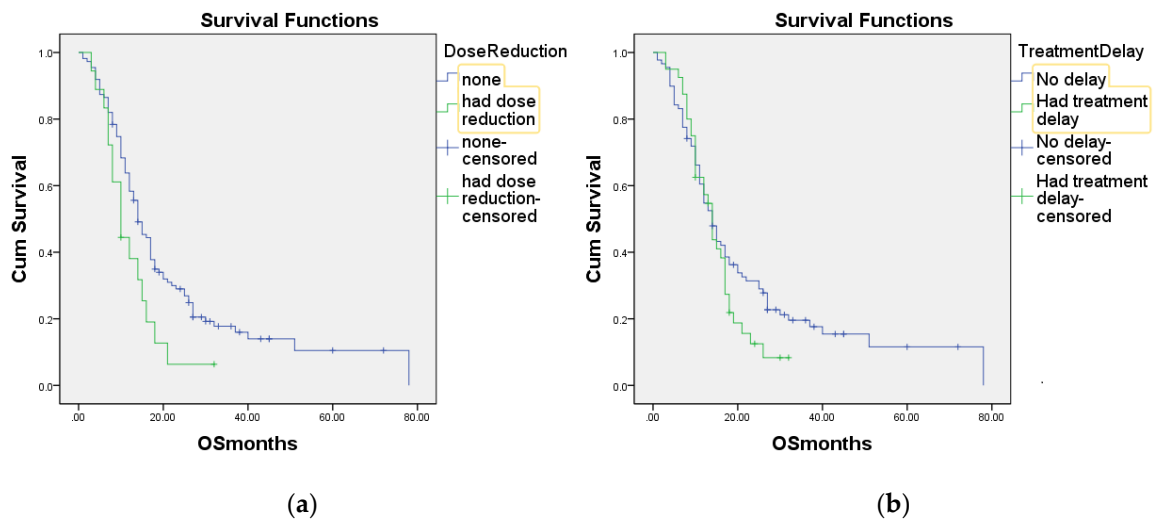 Survival Functions
DoseReduction
none
had dose
reduction
none-
censored
had dose
reduction-
censored
Cum Survival
1.0
0.8
0.6
0.4
0.2
0.0
.00 20.00 40.00 60.00 80.00
OSmonths
(a)
Survival Functions
TreatmentDelay
No delay
Had treatment
delay
No delay-
censored
Had treatment
delay-
censored
Cum Survival
1.0
0.8
0.6
0.4
0.2
0.0
.00 20.00 40.00 60.00 80.00
OSmonths
(b)